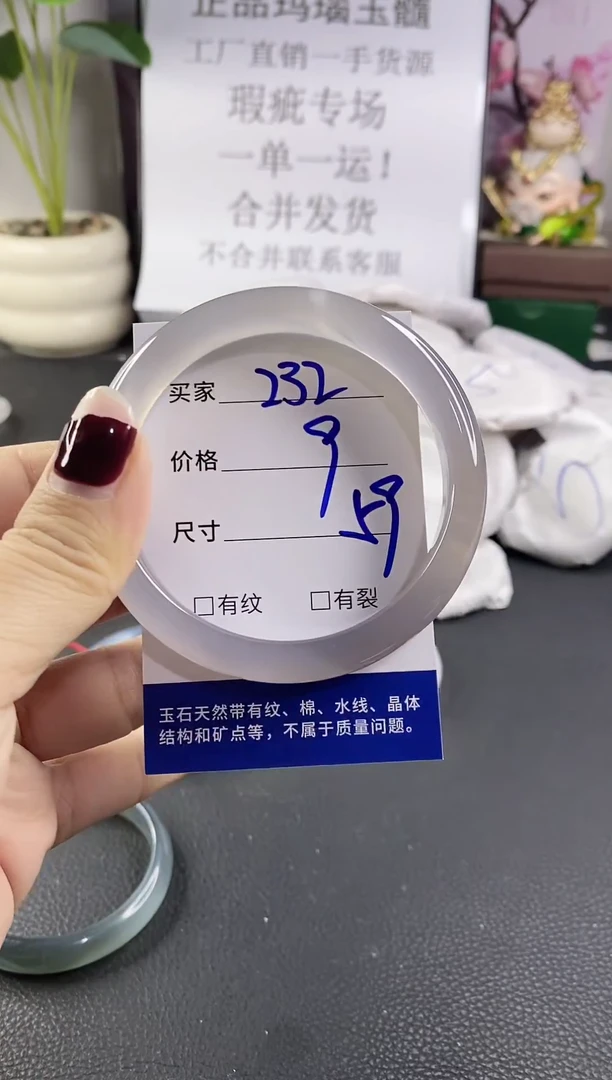 正品玛瑙玉髓
工厂直销一手货源
瑕疵专场
一单一运!
合并发货
不合并联系客服
买家 232
价格 9
尺寸 59
□有纹 □有裂
玉石天然带有纹、棉、水线、晶体
结构和矿点等，不属于质量问题。